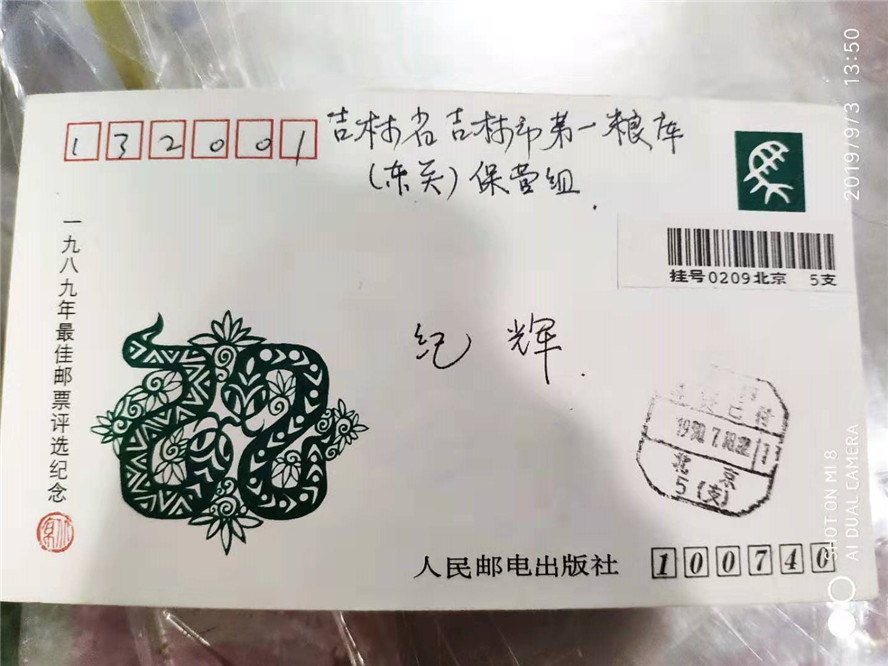 132001
吉林省吉林市第一粮库
(东关)保营组.
挂号0209北京 5支
一九八九年最佳邮票评选纪念
纪 辉.
已付
北京
5(支)
人民邮电出版社 100740
2019/9/3 13:50
SHOT ON MI 8
AI DUAL CAMERA